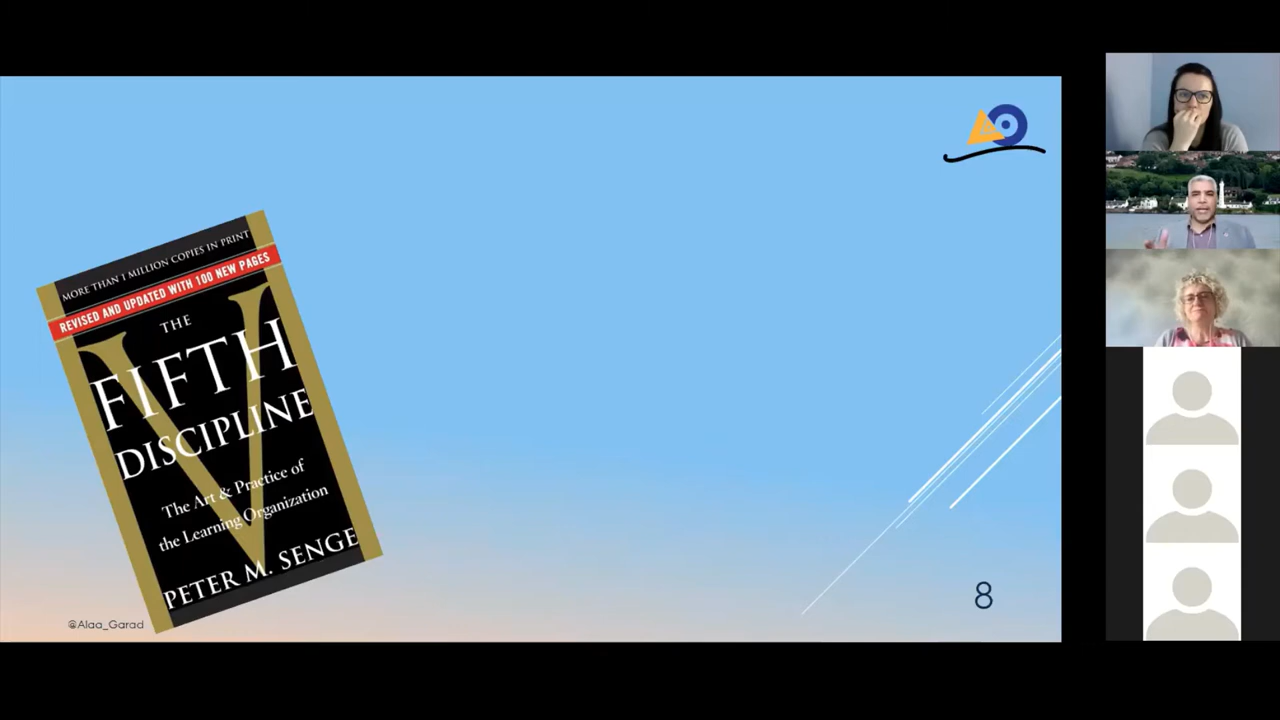 MORE THAN 1 MILLION COPIES IN PRINT
REVISED AND UPDATED WITH 100 NEW PAGES
THE
FIFTH
DISCIPLINE
The Art & Practice of
the Learning Organization
PETER M. SENGE
@Alaa_Garad
8